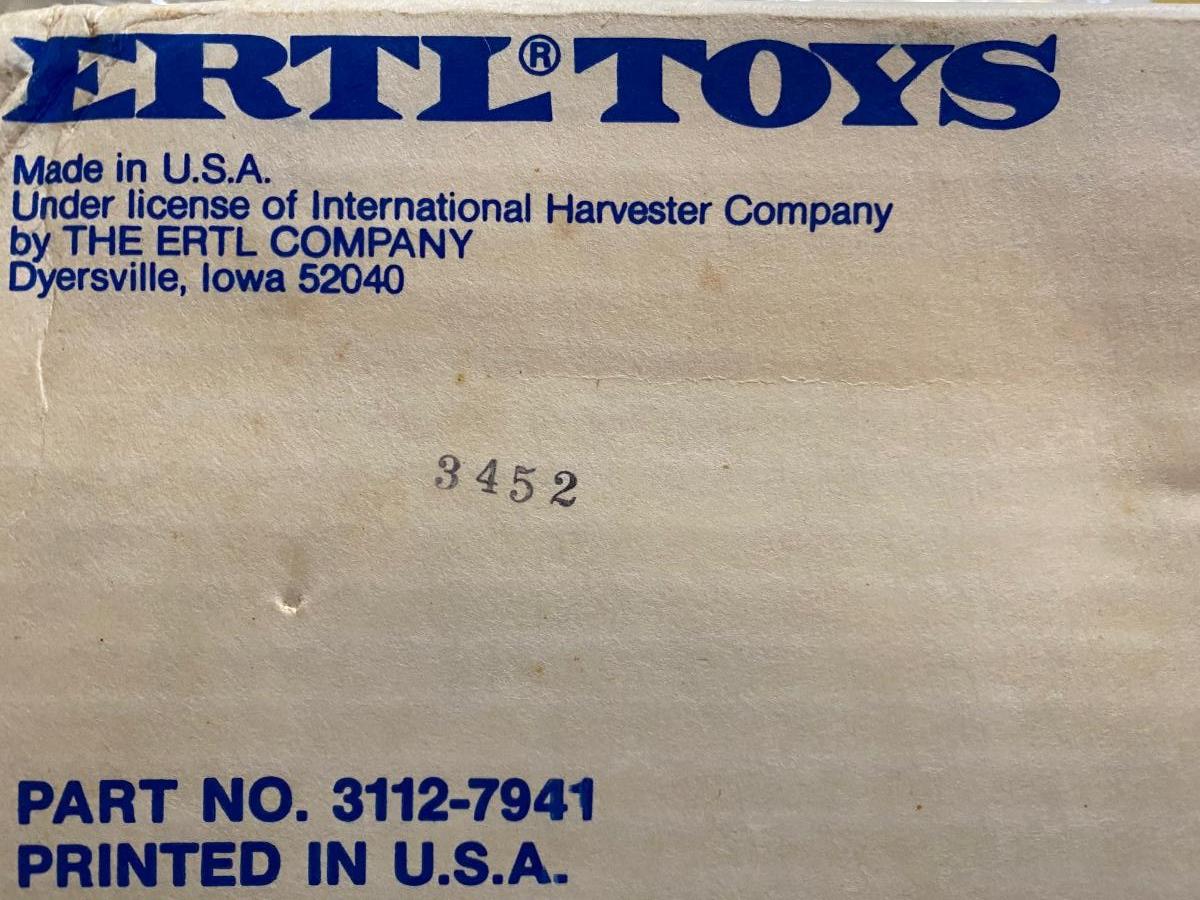 ERTL® TOYS
Made in U.S.A.
Under license of International Harvester Company
by THE ERTL COMPANY
Dyersville, Iowa 52040
3452
PART NO. 3112-7941
PRINTED IN U.S.A.